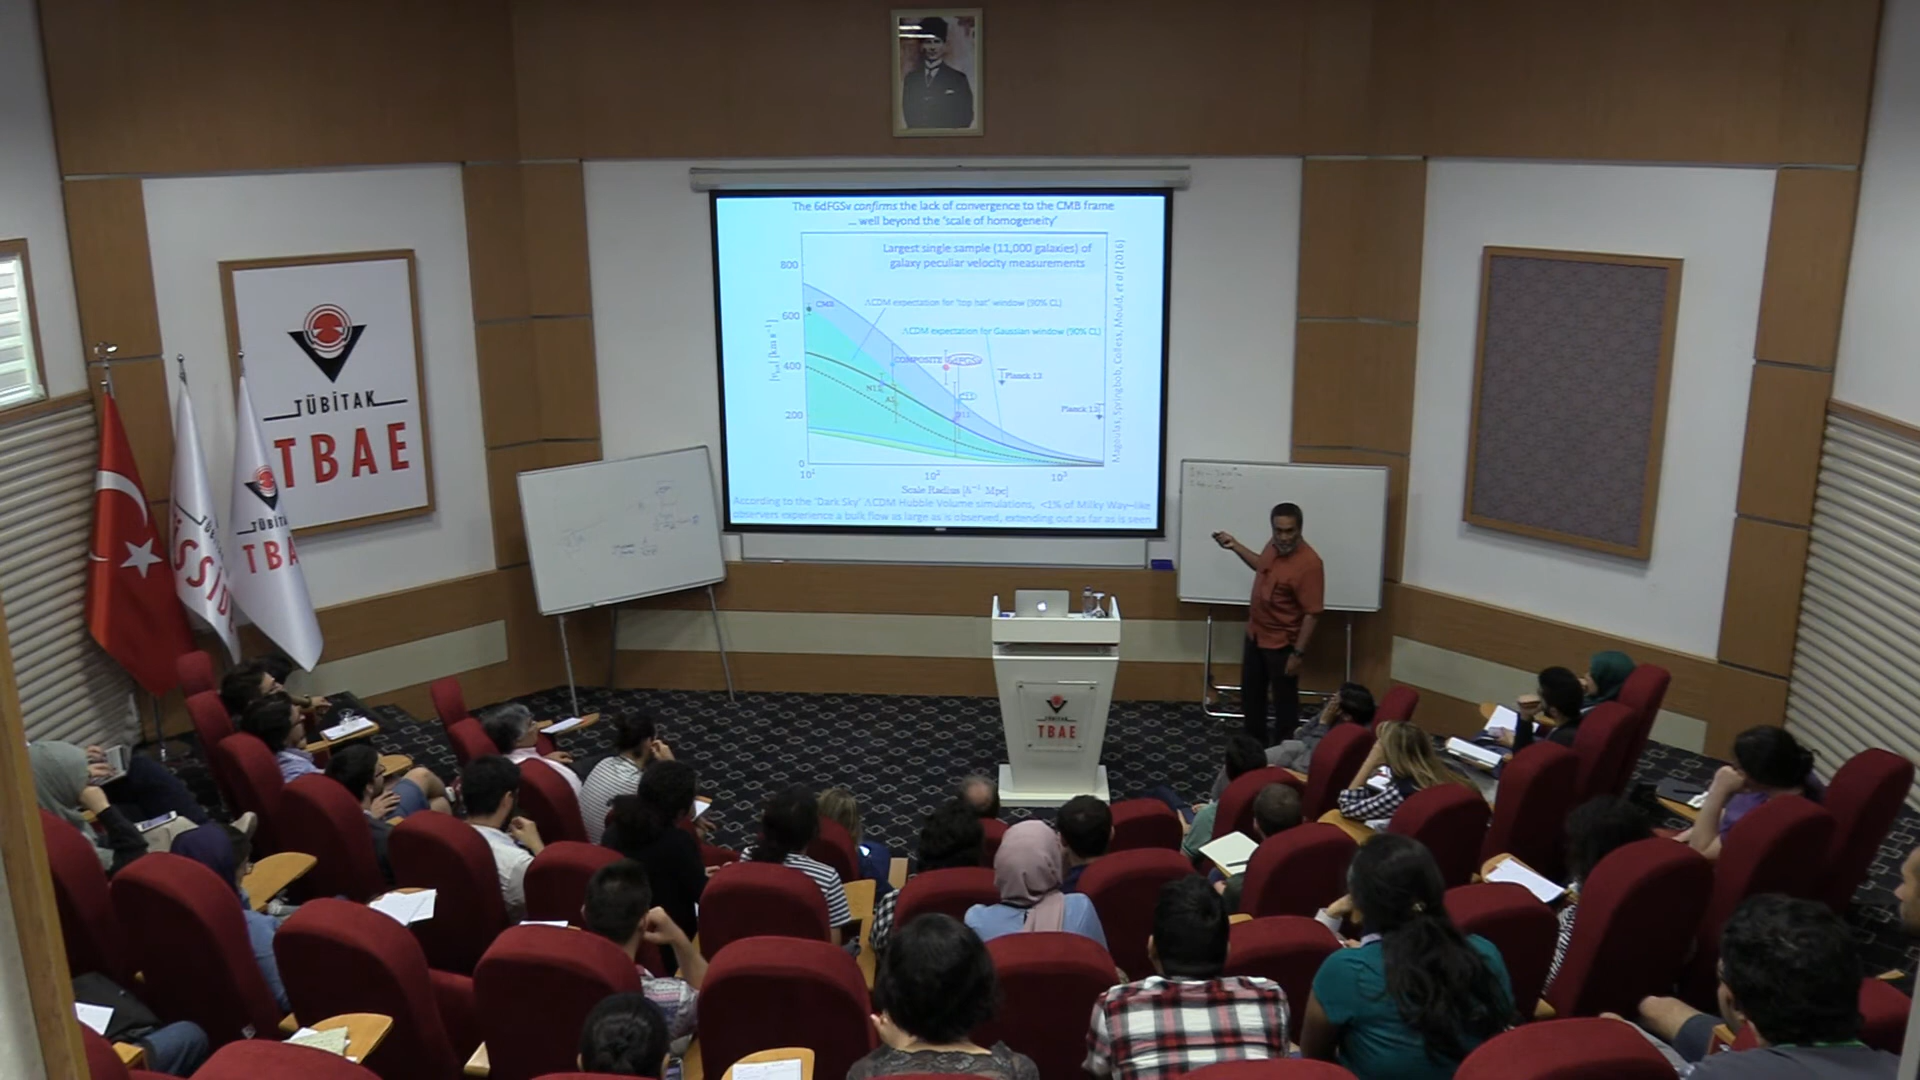 The 6dFGSv confirms the lack of convergence to the CMB frame
... well beyond the 'scale of homogeneity'
Largest single sample (11,000 galaxies) of
galaxy peculiar velocity measurements
800
600
400
200
0
CMB
ΛCDM expectation for 'top hat' window (90% CL)
ΛCDM expectation for Gaussian window (90% CL)
COMPOSITE 6dFGSv
Planck 13
Planck 13
10¹
10²
10³
Scale Radius [h⁻¹ Mpc]
Magoulas, Springbob, Colless, Mould, et al (2016)
According to the 'Dark Sky' ΛCDM Hubble Volume simulations, <1% of Milky Way–like
observers experience a bulk flow as large as is observed, extending out as far as is seen
TÜBİTAK
TBAE
TÜBİTAK
TBAE